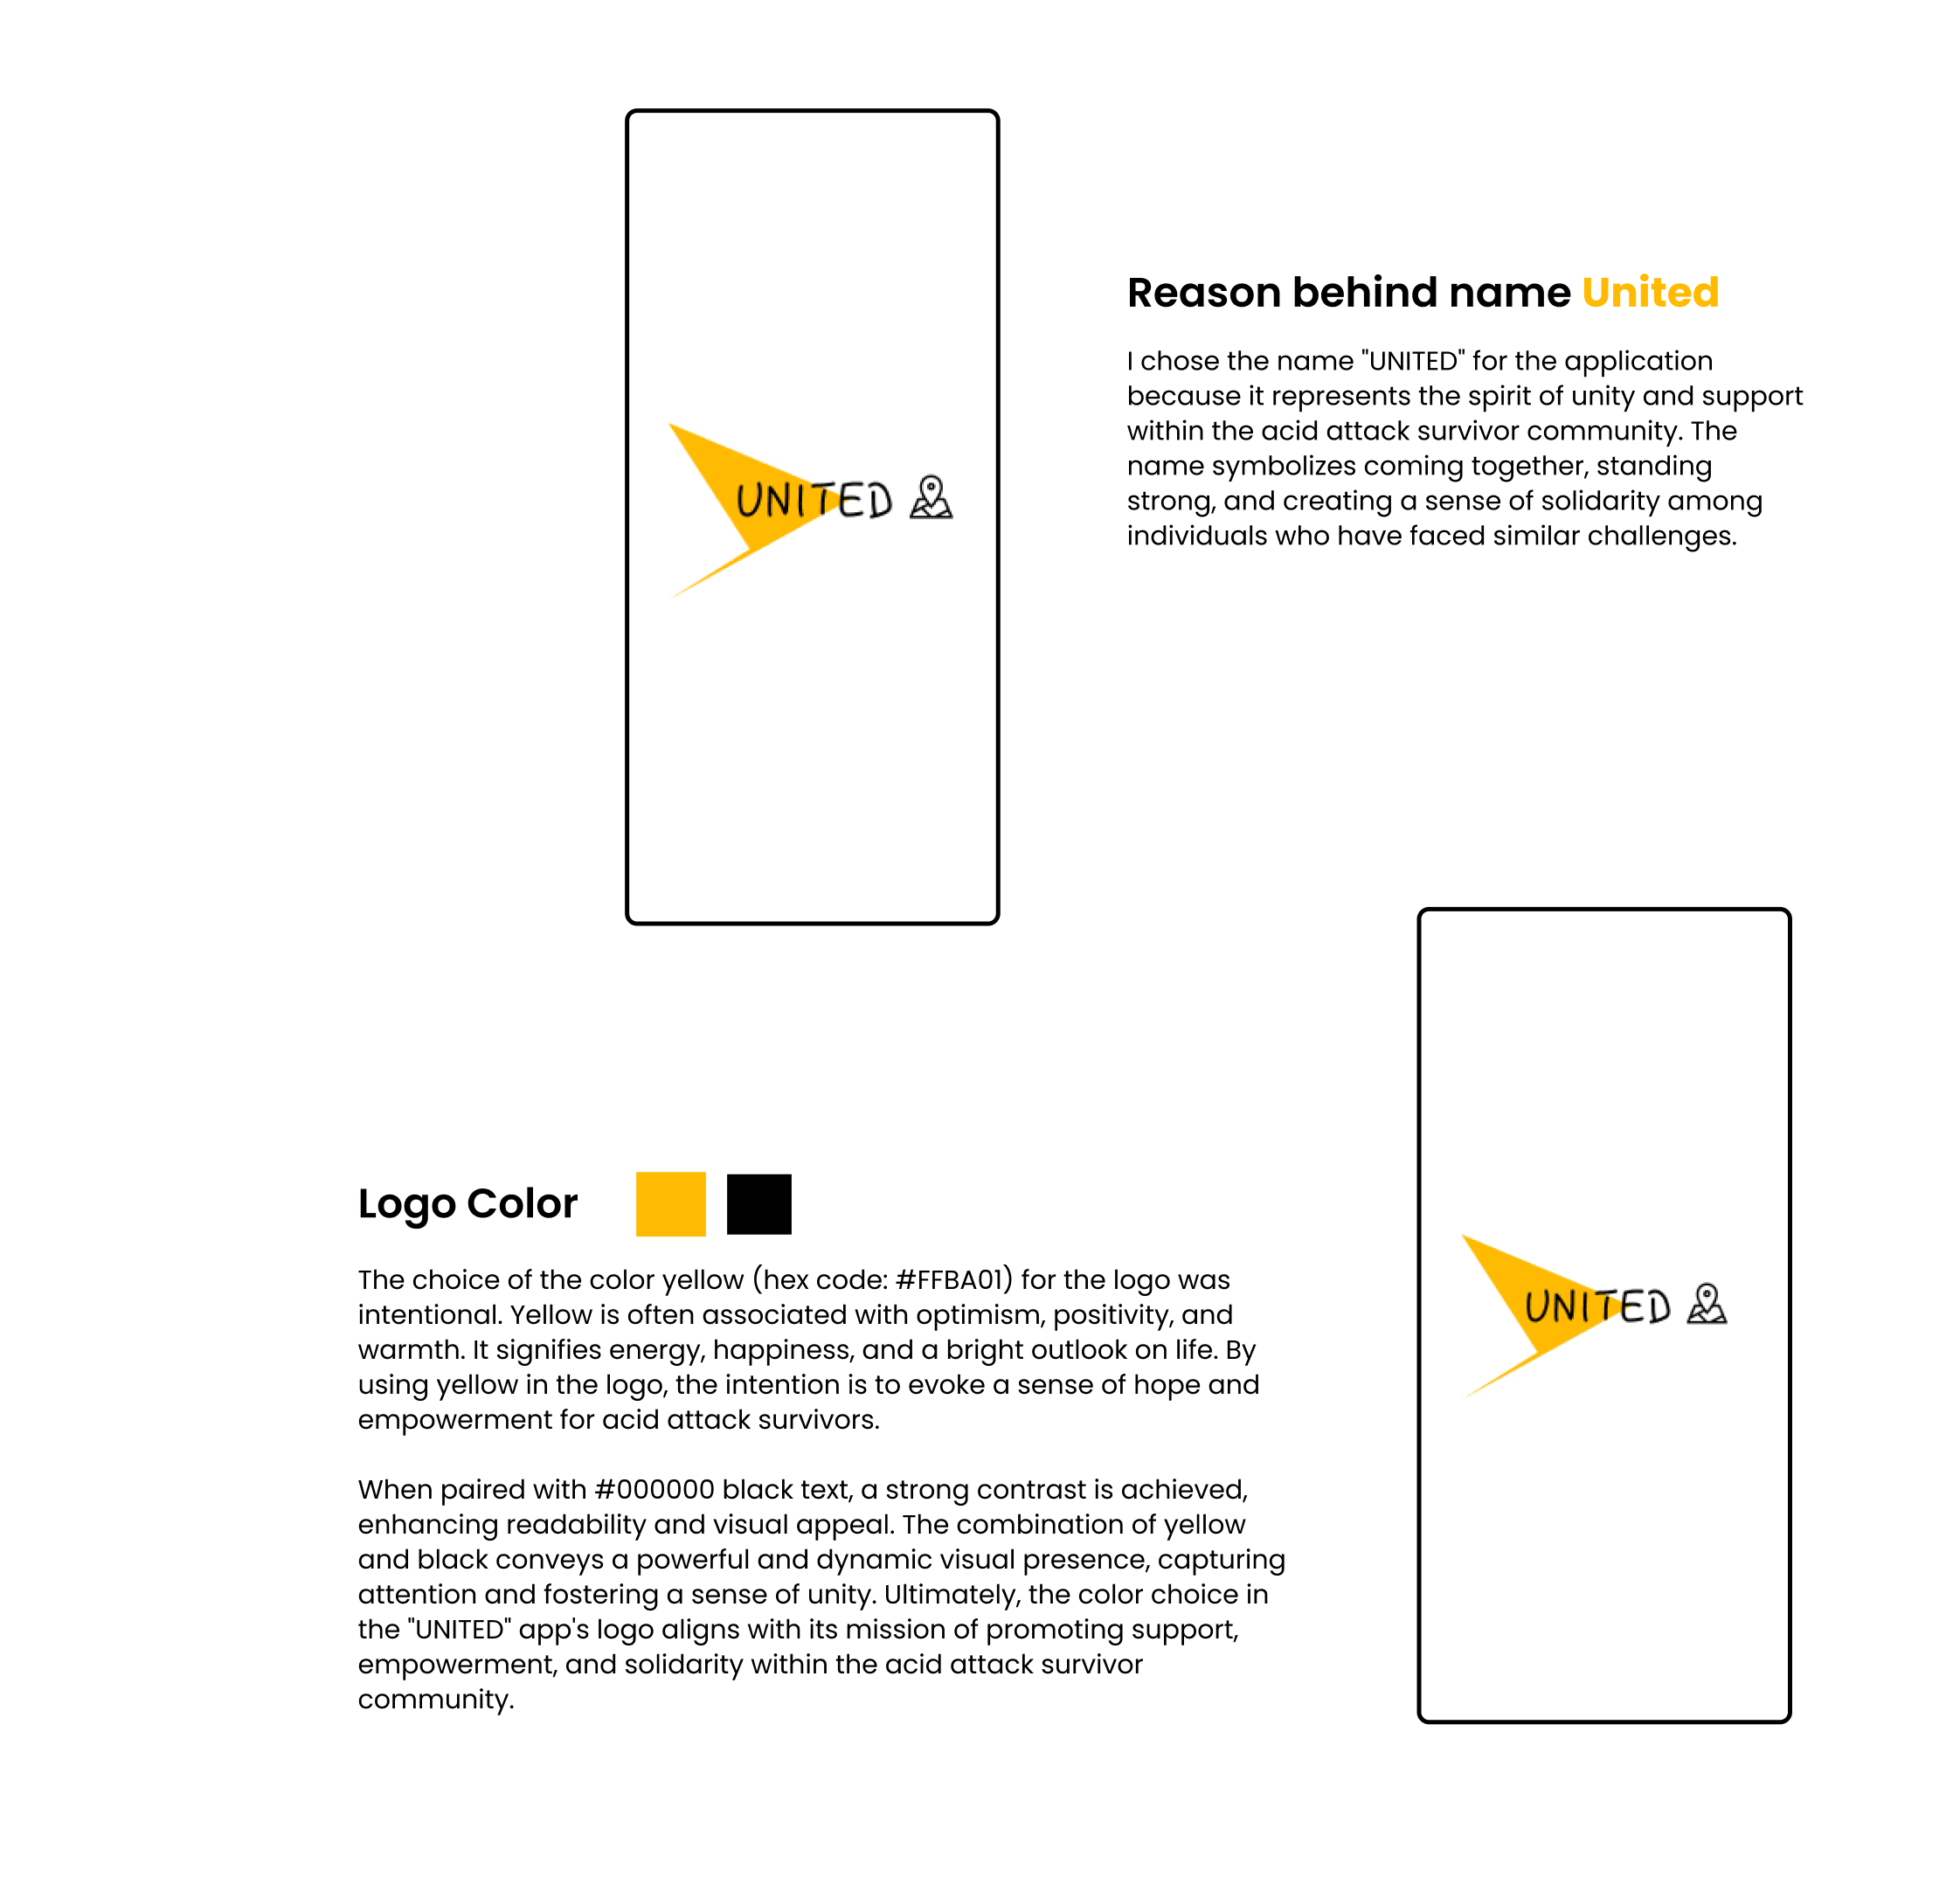 UNITED
Reason behind name United
I chose the name "UNITED" for the application
because it represents the spirit of unity and support
within the acid attack survivor community. The
name symbolizes coming together, standing
strong, and creating a sense of solidarity among
individuals who have faced similar challenges.
Logo Color
The choice of the color yellow (hex code: #FFBA01) for the logo was
intentional. Yellow is often associated with optimism, positivity, and
warmth. It signifies energy, happiness, and a bright outlook on life. By
using yellow in the logo, the intention is to evoke a sense of hope and
empowerment for acid attack survivors.
When paired with #000000 black text, a strong contrast is achieved,
enhancing readability and visual appeal. The combination of yellow
and black conveys a powerful and dynamic visual presence, capturing
attention and fostering a sense of unity. Ultimately, the color choice in
the "UNITED" app's logo aligns with its mission of promoting support,
empowerment, and solidarity within the acid attack survivor
community.
UNITED